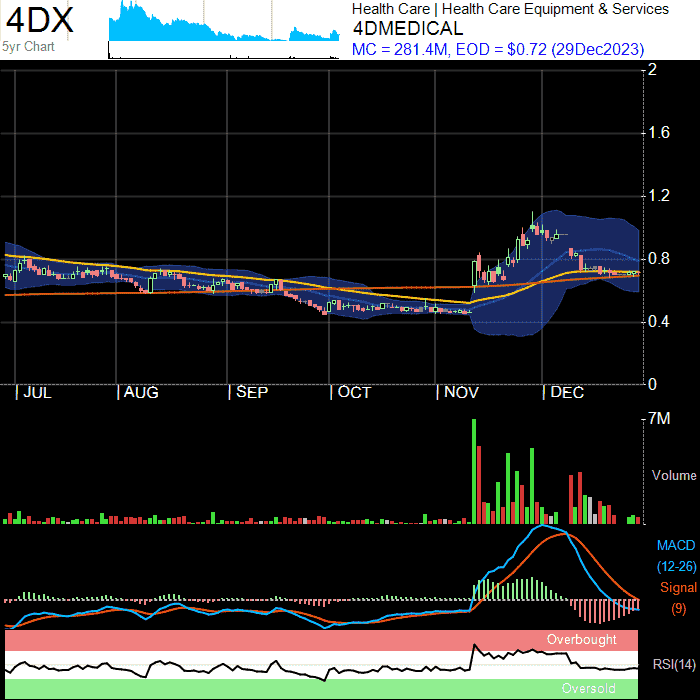 4DX
5yr Chart
Health Care | Health Care Equipment & Services
4DMEDICAL
MC = 281.4M, EOD = $0.72 (29Dec2023)
2
1.6
1.2
0.8
0.4
0
JUL AUG SEP OCT NOV DEC
7M
Volume
MACD
(12-26)
Signal
(9)
Overbought
RSI(14)
Oversold